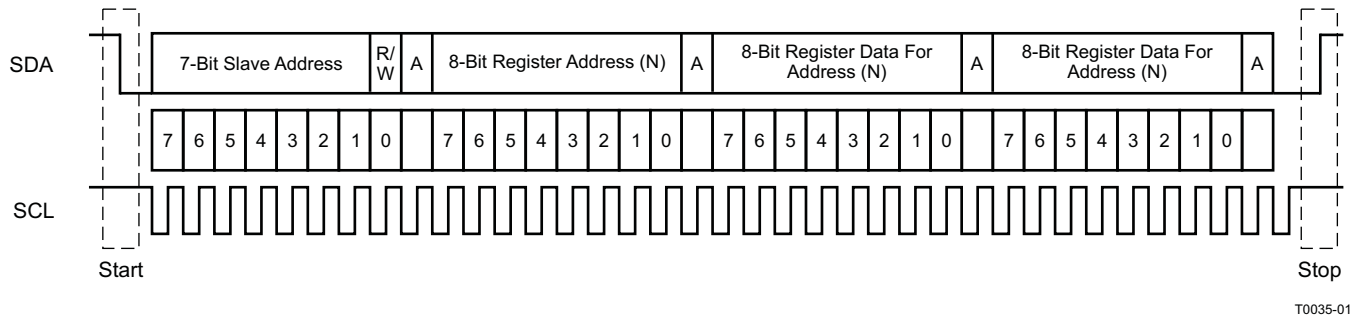 SDA
7-Bit Slave Address
R/
W
A
8-Bit Register Address (N)
A
8-Bit Register Data For
Address (N)
A
8-Bit Register Data For
Address (N)
A
7 6 5 4 3 2 1 0 7 6 5 4 3 2 1 0 7 6 5 4 3 2 1 0 7 6 5 4 3 2 1 0
SCL
Start
Stop
T0035-01